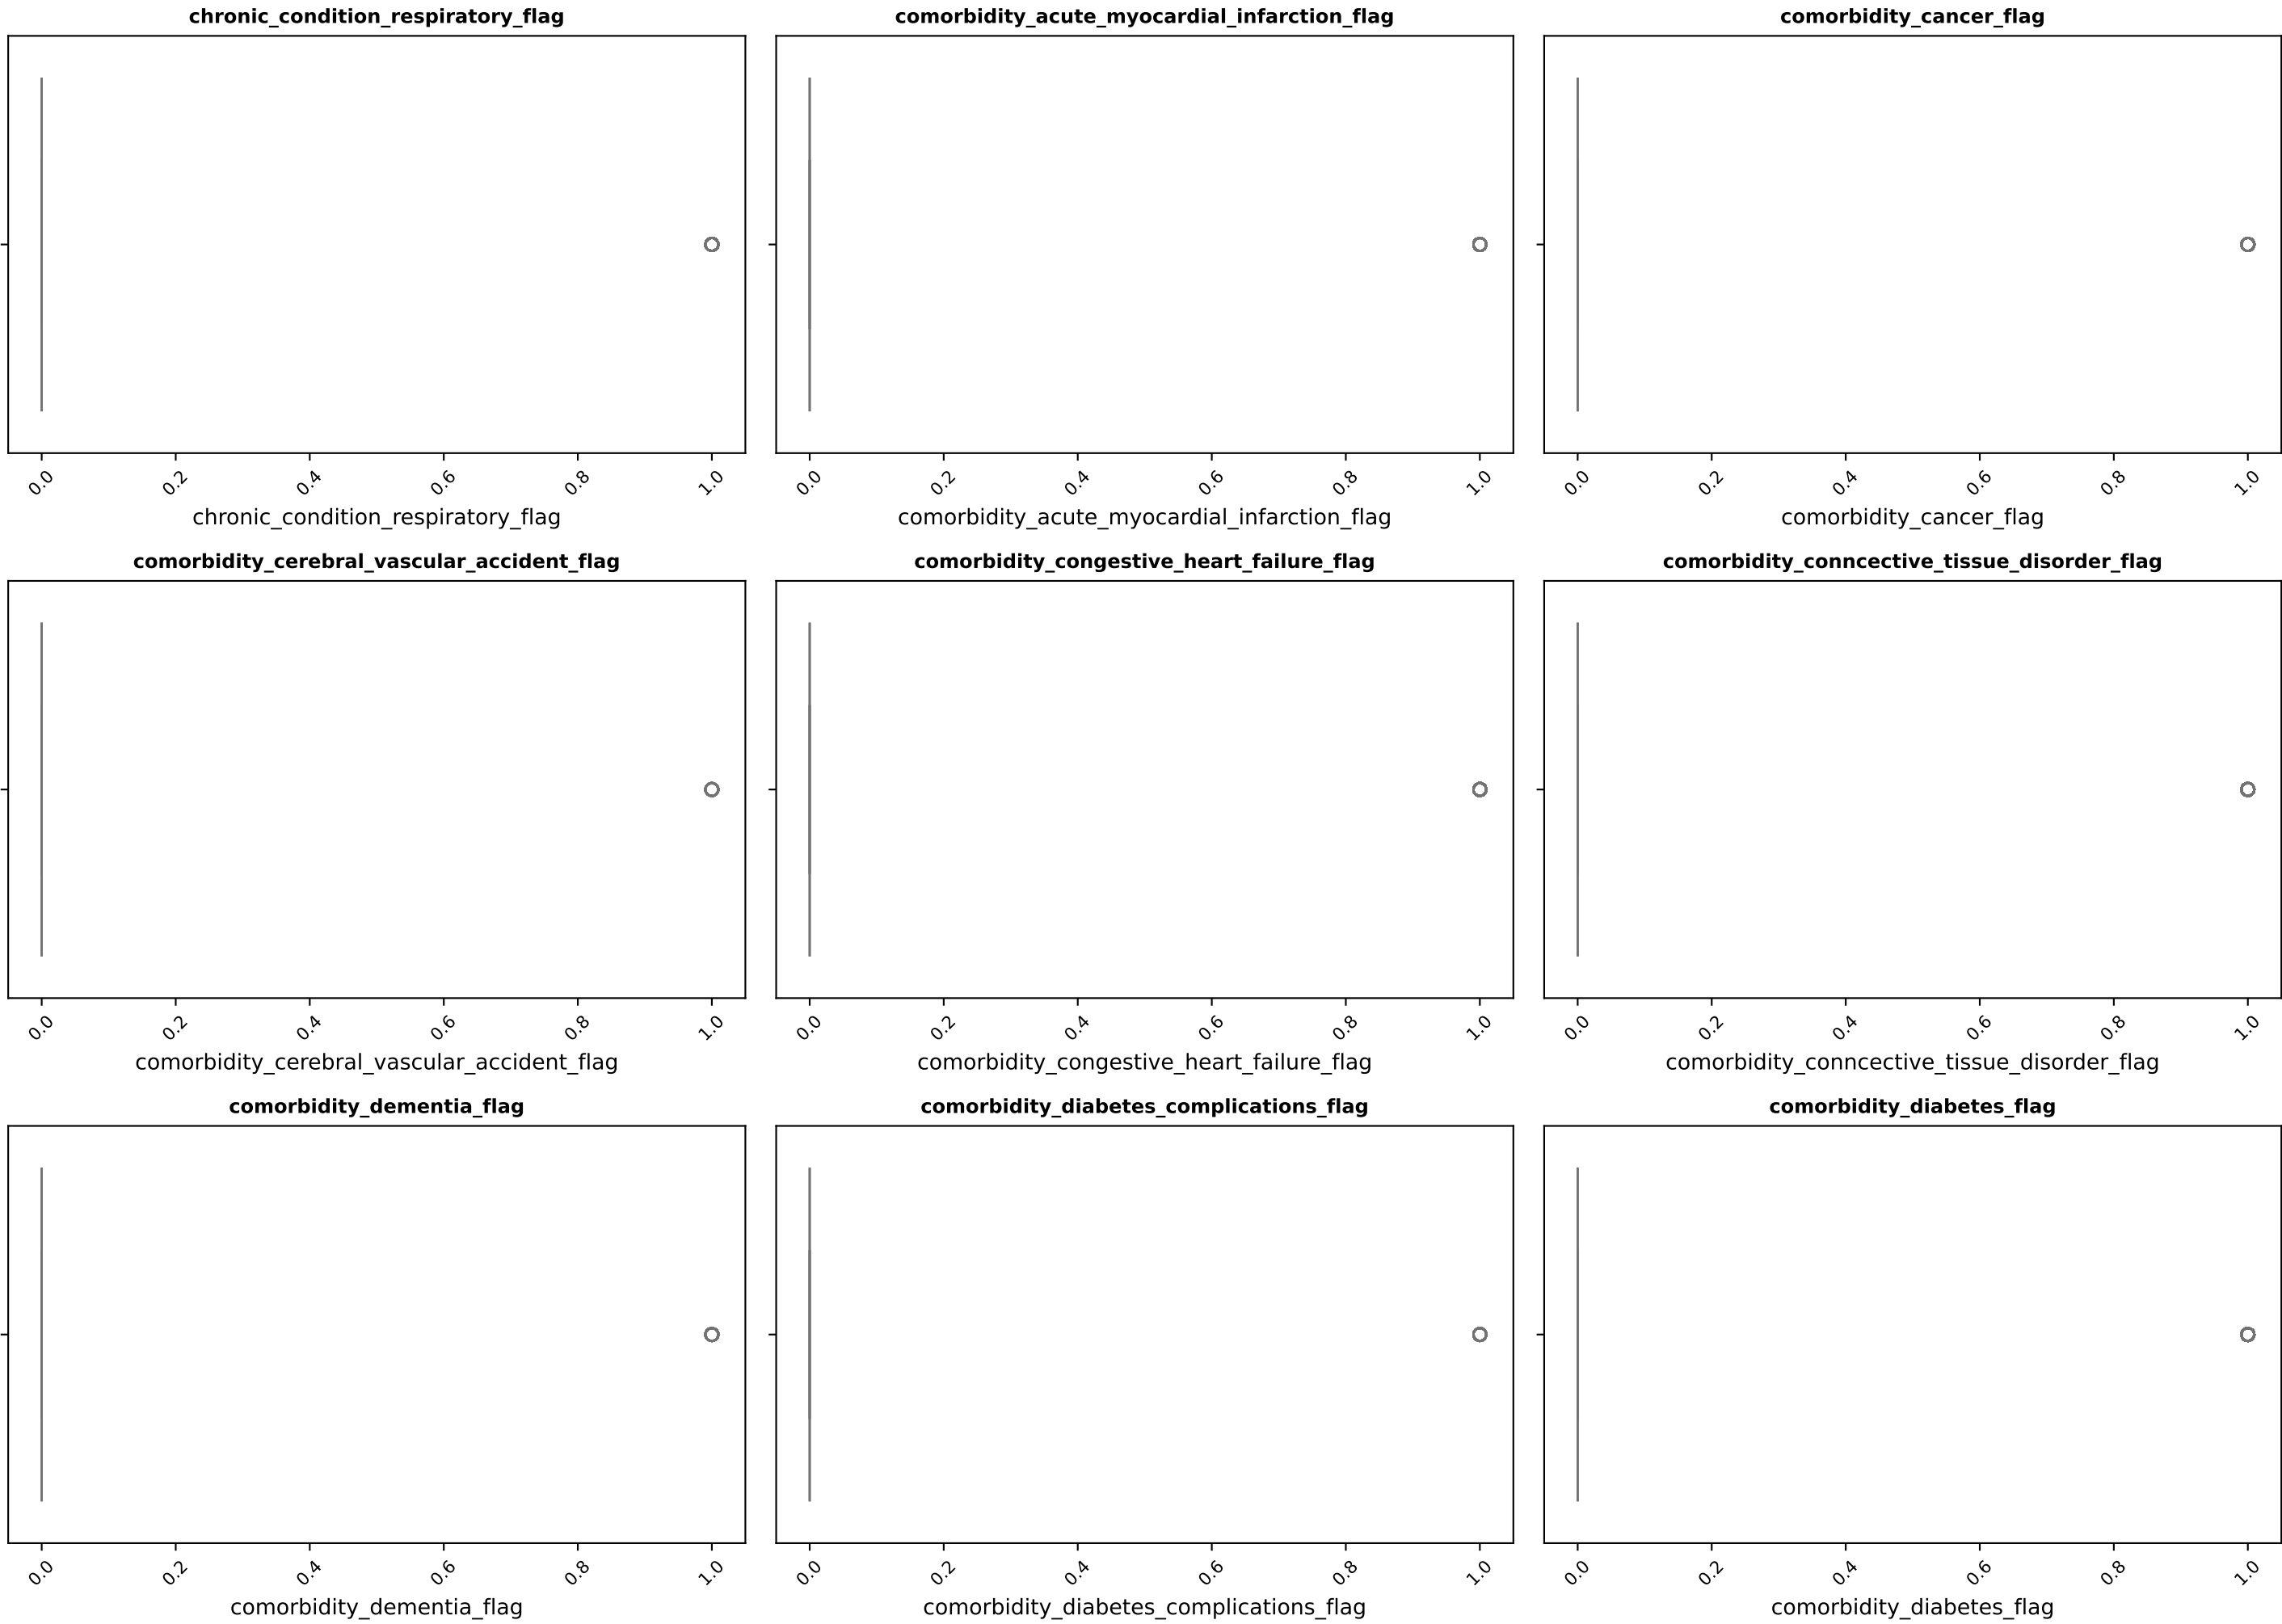 chronic_condition_respiratory_flag comorbidity_acute_myocardial_infarction_flag comorbidity_cancer_flag
0.0 0.2 0.4 0.6 0.8 1.0 0.0 0.2 0.4 0.6 0.8 1.0 0.0 0.2 0.4 0.6 0.8 1.0
chronic_condition_respiratory_flag comorbidity_acute_myocardial_infarction_flag comorbidity_cancer_flag
comorbidity_cerebral_vascular_accident_flag comorbidity_congestive_heart_failure_flag comorbidity_conncective_tissue_disorder_flag
0.0 0.2 0.4 0.6 0.8 1.0 0.0 0.2 0.4 0.6 0.8 1.0 0.0 0.2 0.4 0.6 0.8 1.0
comorbidity_cerebral_vascular_accident_flag comorbidity_congestive_heart_failure_flag comorbidity_conncective_tissue_disorder_flag
comorbidity_dementia_flag comorbidity_diabetes_complications_flag comorbidity_diabetes_flag
0.0 0.2 0.4 0.6 0.8 1.0 0.0 0.2 0.4 0.6 0.8 1.0 0.0 0.2 0.4 0.6 0.8 1.0
comorbidity_dementia_flag comorbidity_diabetes_complications_flag comorbidity_diabetes_flag